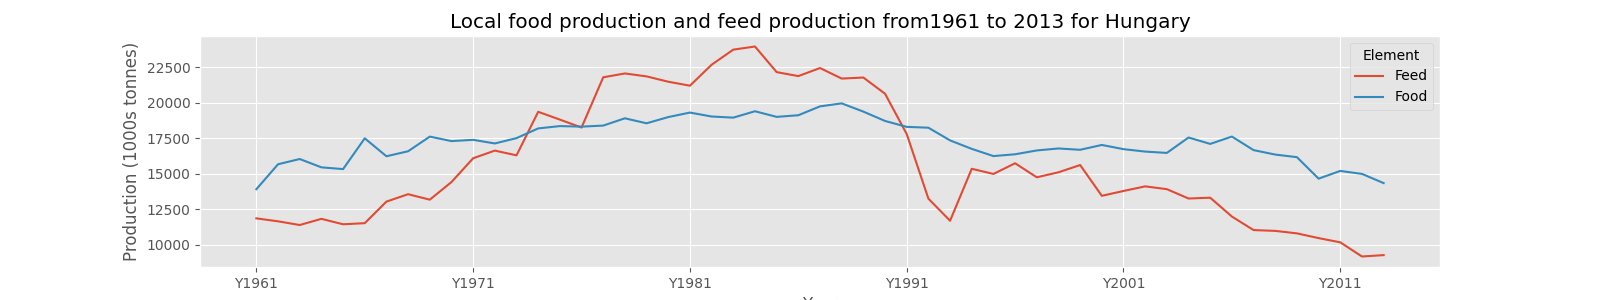 Local food production and feed production from1961 to 2013 for Hungary
Production (1000s tonnes)
22500
20000
17500
15000
12500
10000
Element
Feed
Food
Y1961
Y1971
Y1981
Y1991
Y2001
Y2011